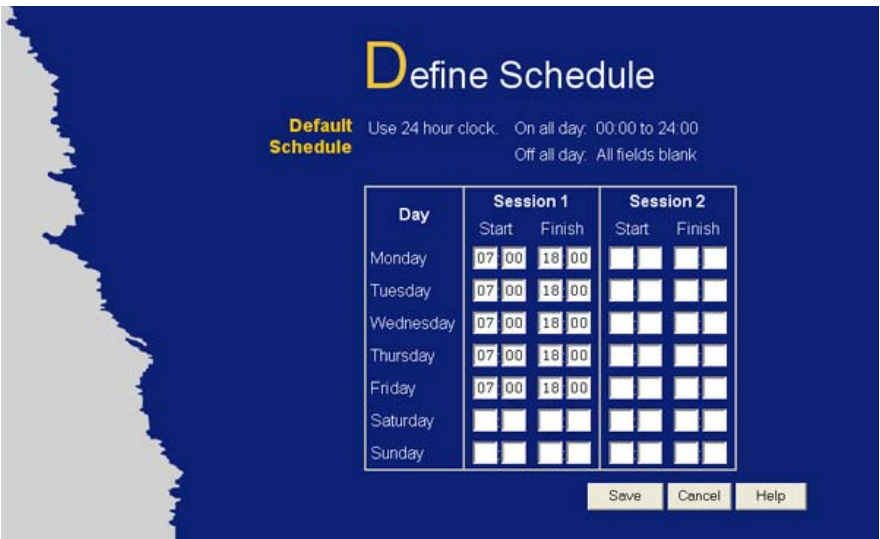 Define Schedule
Default Schedule
Use 24 hour clock. On all day: 00:00 to 24:00
Off all day: All fields blank
Day Session 1 Session 2
Start Finish Start Finish
Monday 07:00 18:00 : :
Tuesday 07:00 18:00 : :
Wednesday 07:00 18:00 : :
Thursday 07:00 18:00 : :
Friday 07:00 18:00 : :
Saturday : : : :
Sunday : : : :
Save Cancel Help